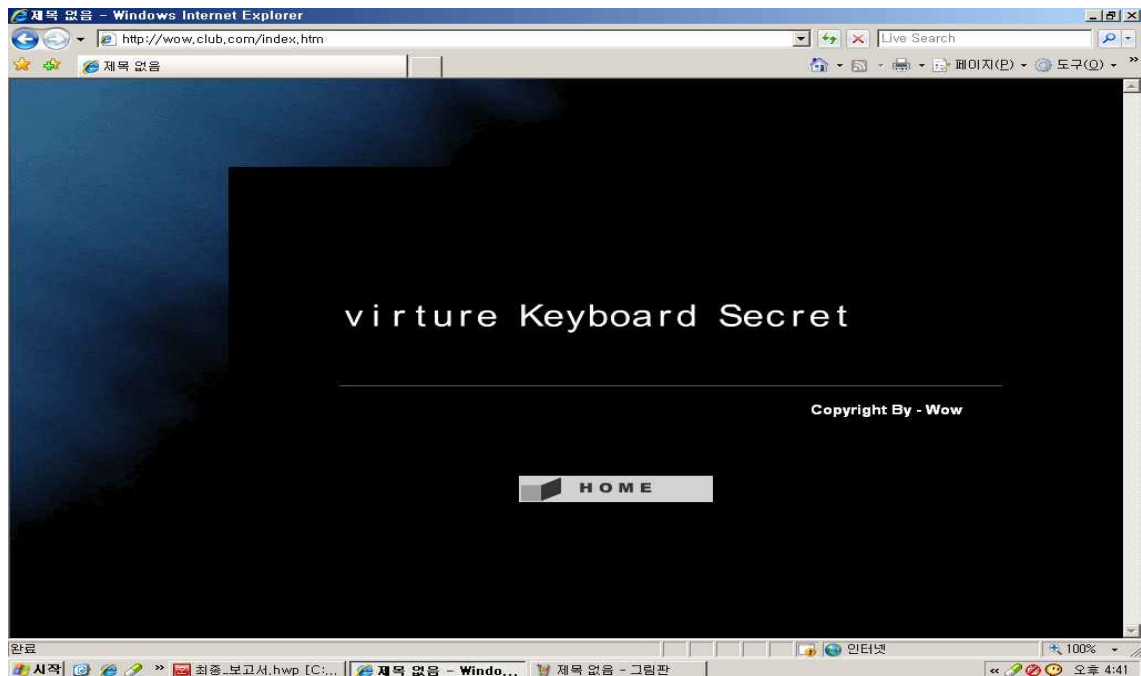 제목 없음 - Windows Internet Explorer
http://wow.club.com/index.htm
Live Search
제목 없음
페이지(P)
도구(O)
virture Keyboard Secret
Copyright By - Wow
HOME
완료
인터넷
100%
시작
최종_보고서.hwp [C:...
제목 없음 - Windo...
제목 없음 - 그림판
오후 4:41